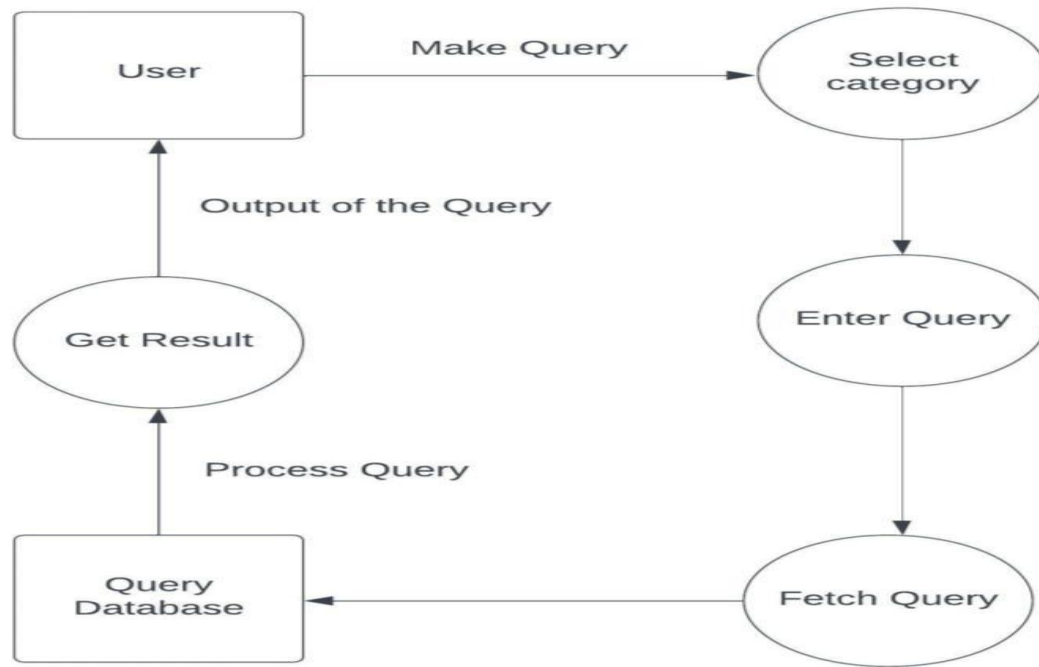 User
Make Query
Select
category
Output of the Query
Enter Query
Get Result
Process Query
Query
Database
Fetch Query